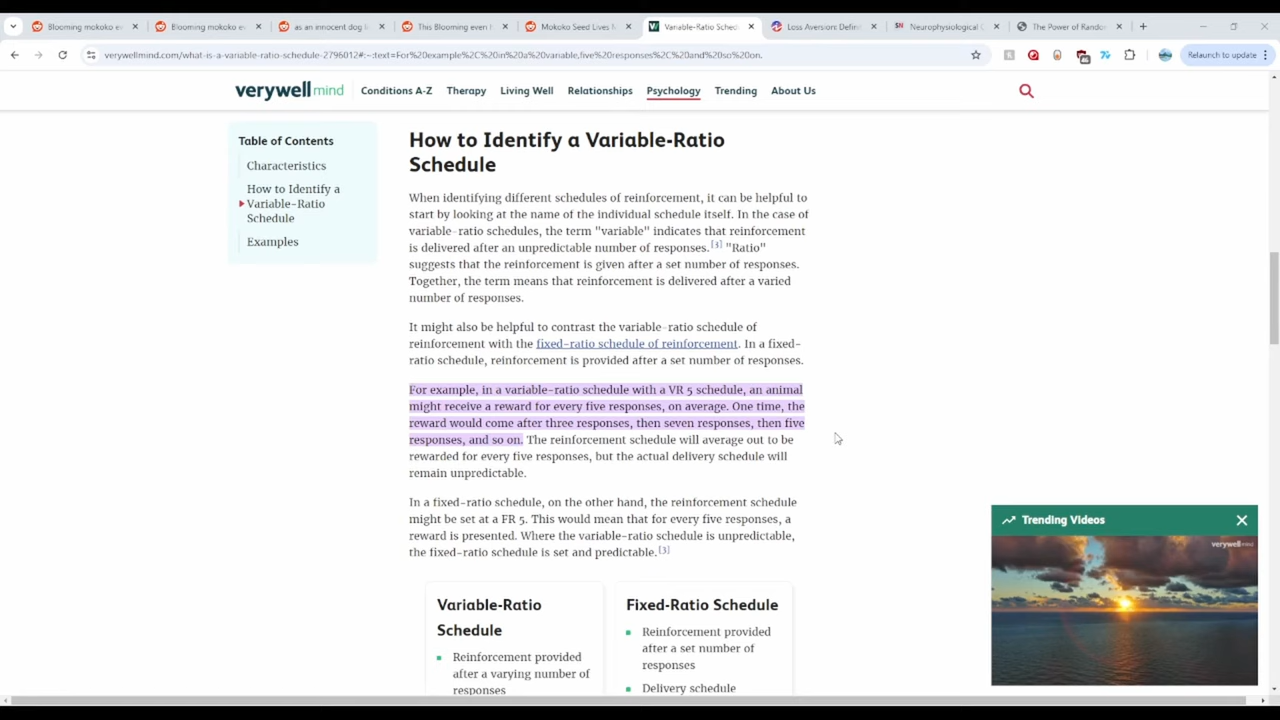 Blooming mokoko e
Blooming mokoko e
as an innocent dog l
This Blooming even
Mokoko Seed Lives
Variable-Ratio Sched
Loss Aversion: Defin
Neurophysiological
The Power of Rando
verywellmind.com/what-is-a-variable-ratio-schedule-2796012#:~:text=For%20example%2C%20in%20a%20variable,five%20responses%2C%20and%20so%20on.
Relaunch to update
verywell mind Conditions A-Z Therapy Living Well Relationships Psychology Trending About Us
Table of Contents
Characteristics
How to Identify a
Variable-Ratio
Schedule
Examples
How to Identify a Variable-Ratio
Schedule
When identifying different schedules of reinforcement, it can be helpful to
start by looking at the name of the individual schedule itself. In the case of
variable-ratio schedules, the term "variable" indicates that reinforcement
is delivered after an unpredictable number of responses.[3] "Ratio"
suggests that the reinforcement is given after a set number of responses.
Together, the term means that reinforcement is delivered after a varied
number of responses.
It might also be helpful to contrast the variable-ratio schedule of
reinforcement with the fixed-ratio schedule of reinforcement. In a fixed-
ratio schedule, reinforcement is provided after a set number of responses.
For example, in a variable-ratio schedule with a VR 5 schedule, an animal
might receive a reward for every five responses, on average. One time, the
reward would come after three responses, then seven responses, then five
responses, and so on. The reinforcement schedule will average out to be
rewarded for every five responses, but the actual delivery schedule will
remain unpredictable.
In a fixed-ratio schedule, on the other hand, the reinforcement schedule
might be set at a FR 5. This would mean that for every five responses, a
reward is presented. Where the variable-ratio schedule is unpredictable,
the fixed-ratio schedule is set and predictable.[3]
Variable-Ratio
Schedule
Reinforcement provided
after a varying number of
responses
Fixed-Ratio Schedule
Reinforcement provided
after a set number of
responses
Delivery schedule
Trending Videos
verywell mind